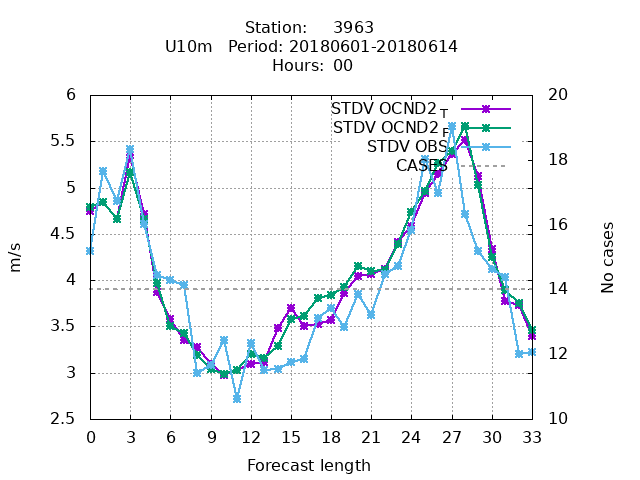 Station: 3963
U10m Period: 20180601-20180614
Hours: 00
STDV OCND2 T
STDV OCND2 F
STDV OBS
CASES
6
5.5
5
4.5
4
3.5
3
2.5
20
18
16
14
12
10
m/s
No cases
0 3 6 9 12 15 18 21 24 27 30 33
Forecast length